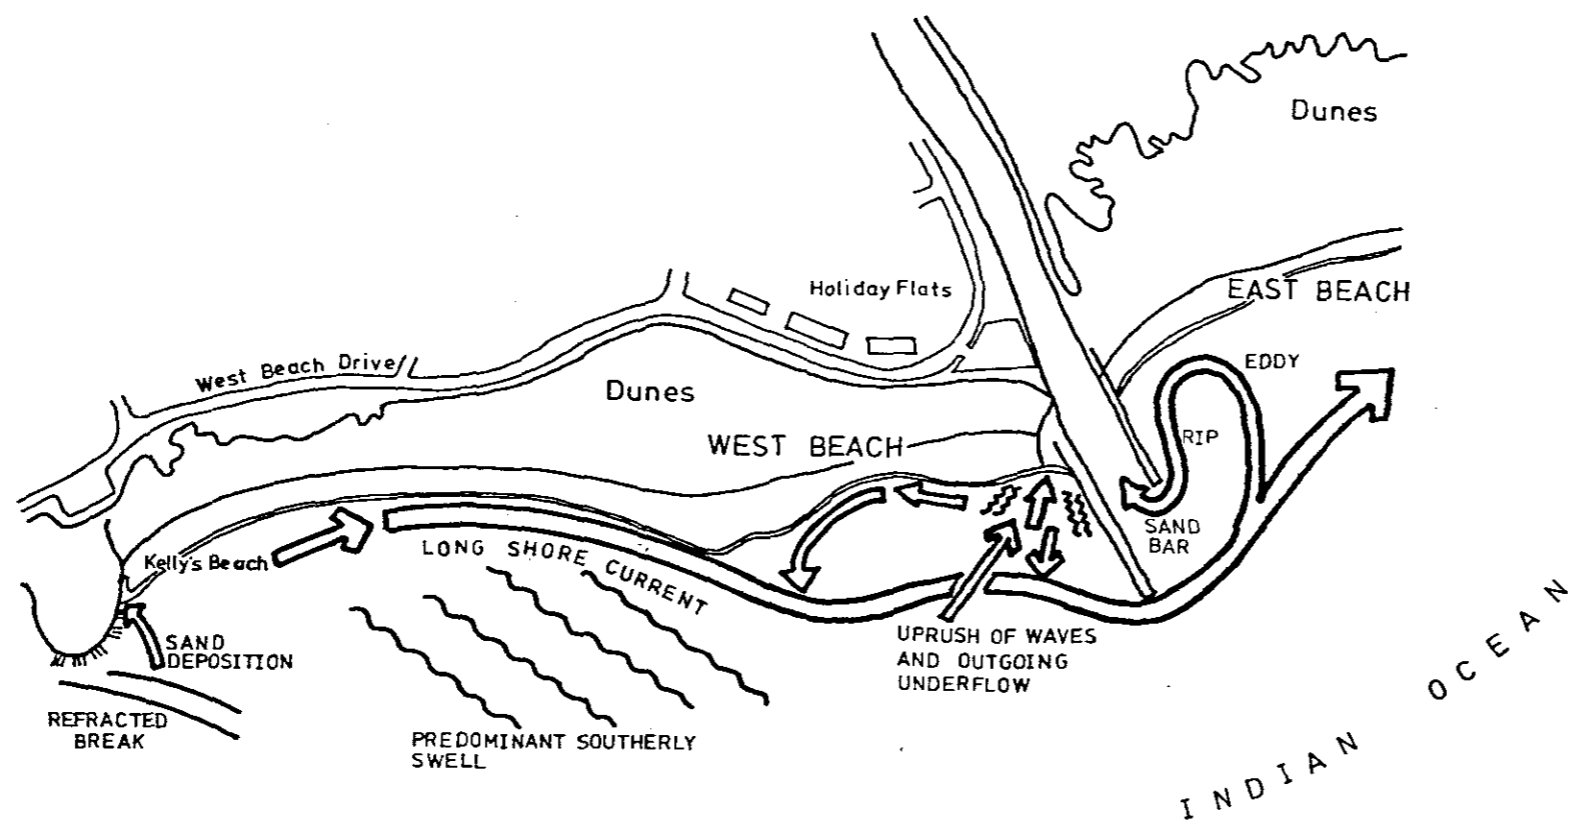 Dunes
EAST BEACH
Holiday Flats
West Beach Drive
Dunes
EDDY
WEST BEACH
RIP
SAND
BAR
Kelly's Beach
LONG SHORE CURRENT
SAND
DEPOSITION
UPRUSH OF WAVES
AND OUTGOING
UNDERFLOW
REFRACTED
BREAK
PREDOMINANT SOUTHERLY
SWELL
INDIAN OCEAN